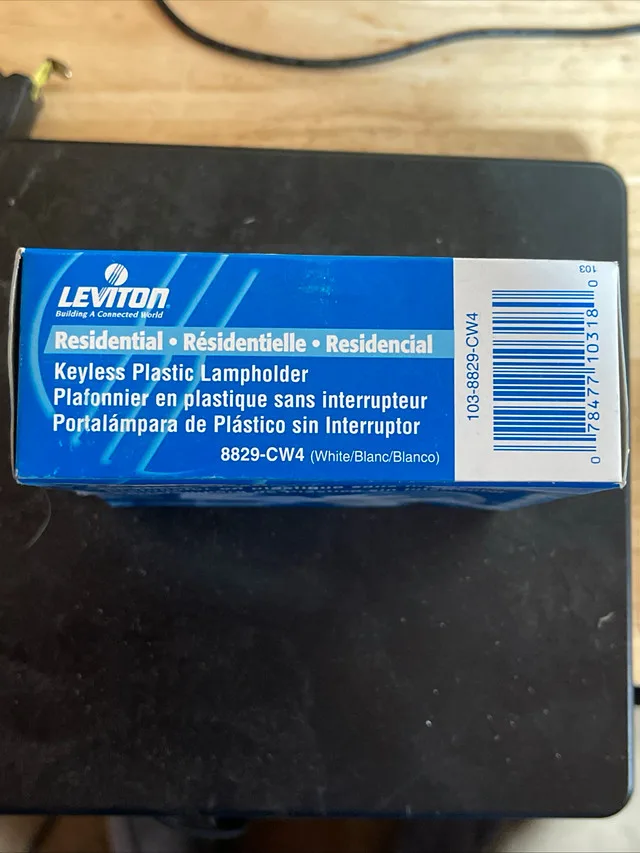 LEVITON
Building A Connected World
Residential • Résidentielle • Residencial
Keyless Plastic Lampholder
Plafonnier en plastique sans interrupteur
Portalámpara de Plástico sin Interruptor
8829-CW4 (White/Blanc/Blanco)
103-8829-CW4
0 78477 10318 0
103